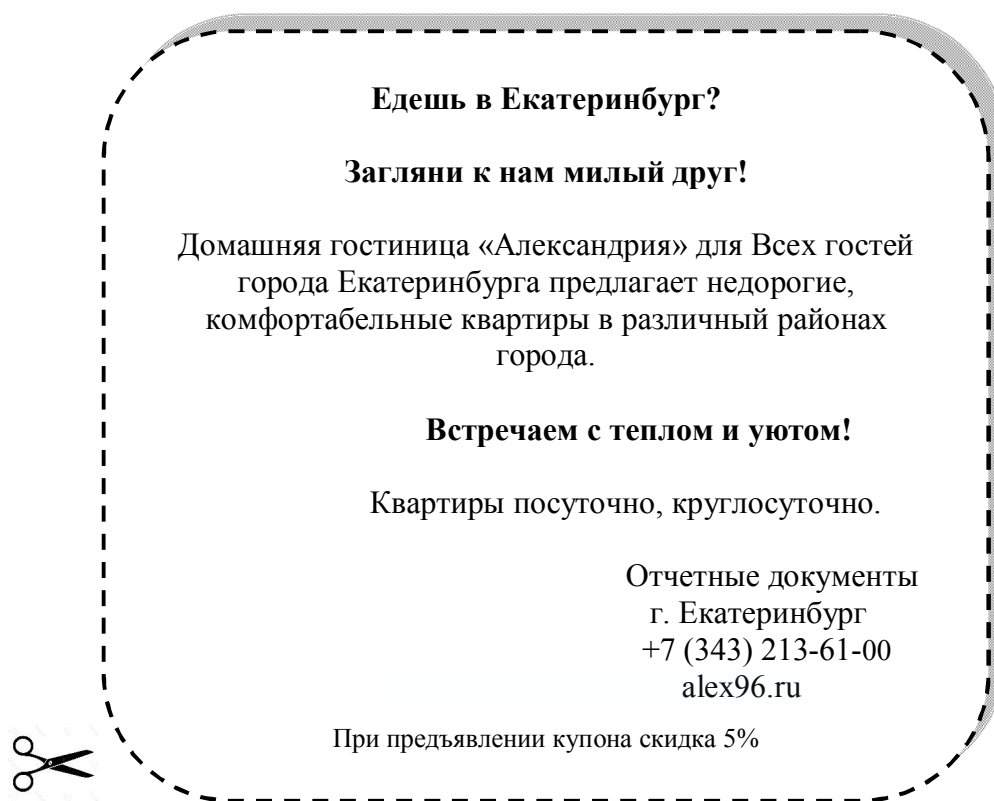 Едешь в Екатеринбург?
Загляни к нам милый друг!
Домашняя гостиница «Александрия» для Всех гостей
города Екатеринбурга предлагает недорогие,
комфортабельные квартиры в различный районах
города.
Встречаем с теплом и уютом!
Квартиры посуточно, круглосуточно.
Отчетные документы
г. Екатеринбург
+7 (343) 213-61-00
alex96.ru
При предъявлении купона скидка 5%